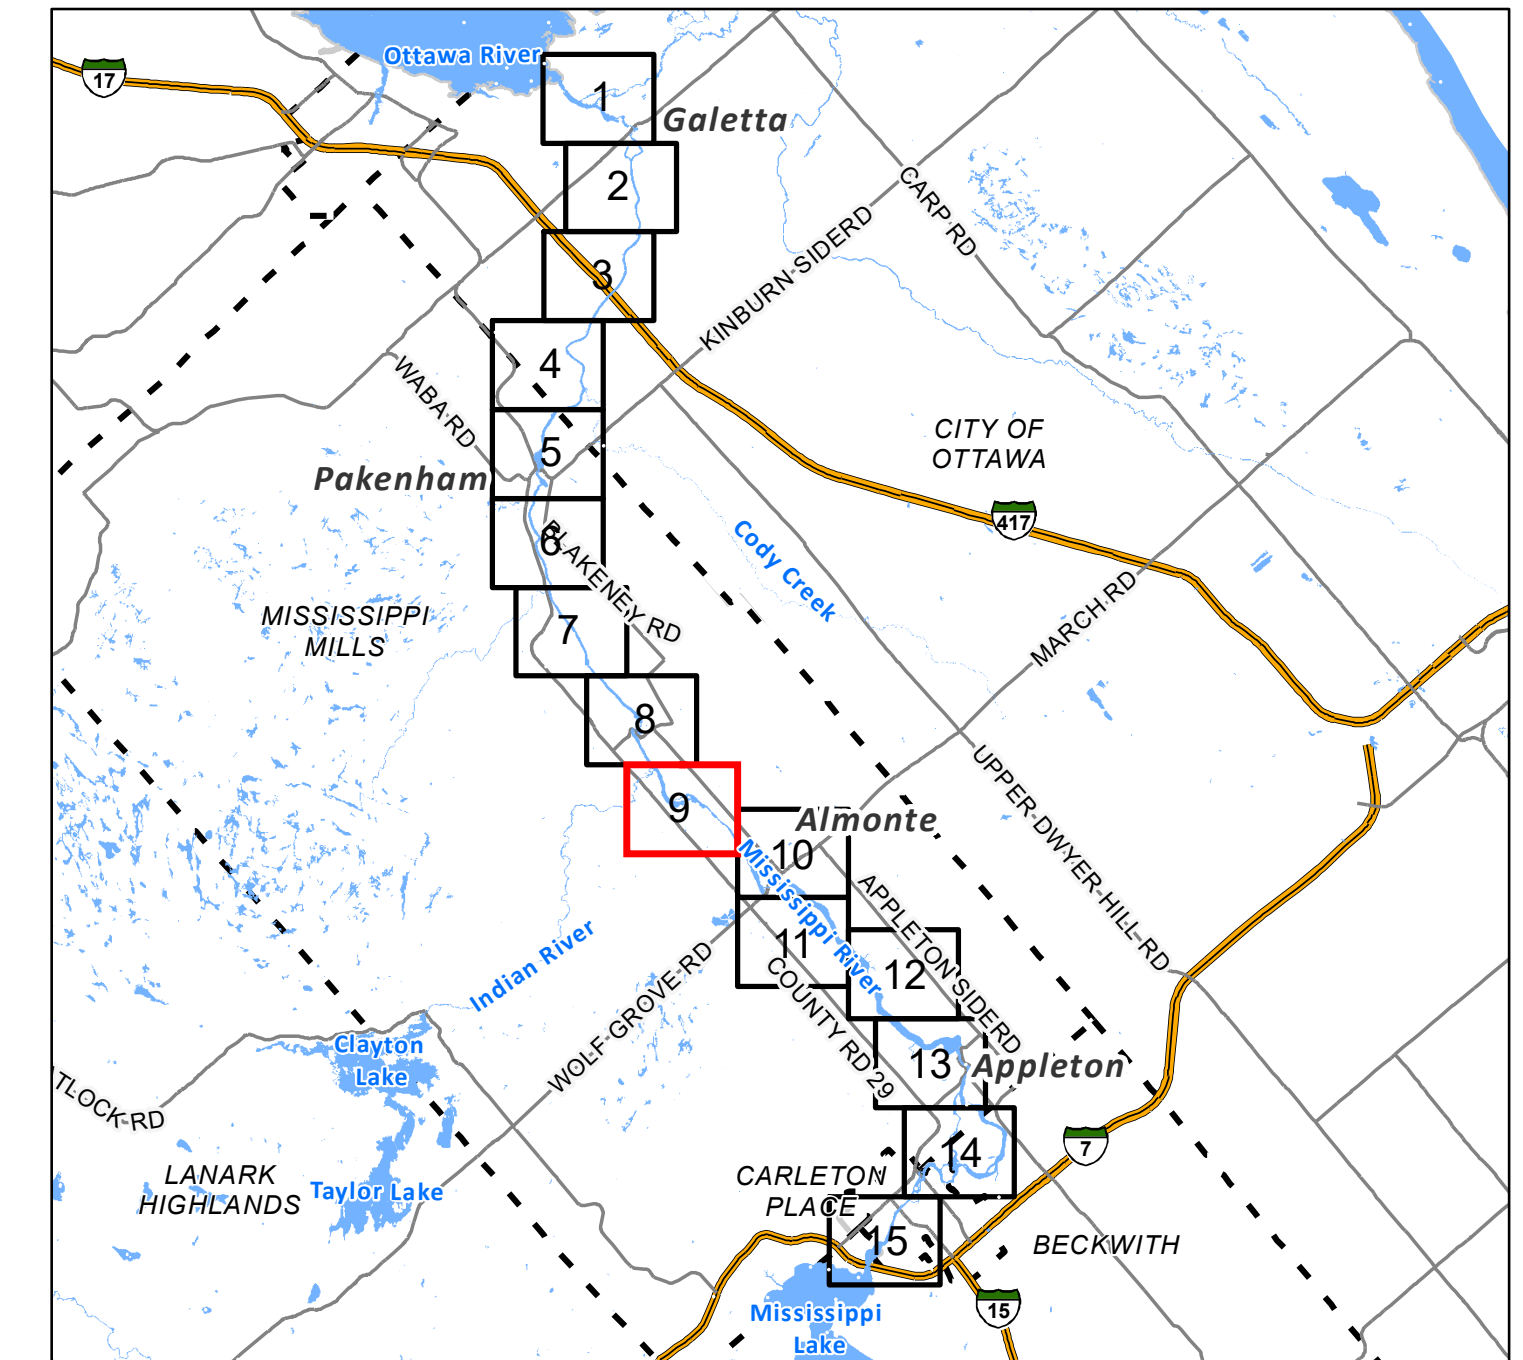 Ottawa River
17
1
Galetta
2
CARP RD
KINBURN SIDERD
3
4
WABA RD
CITY OF
OTTAWA
5
Pakenham
417
6
BLAKENEY RD
Cody Creek
MISSISSIPPI
MILLS
7
MARCH RD
8
UPPER DWYER HILL RD
9
Almonte
10
Mississippi River
APPLETON SIDERD
11
12
Indian River
WOLF GROVE RD
COUNTY RD 29
Clayton
Lake
13
Appleton
TLOCK RD
14
7
LANARK
HIGHLANDS
Taylor Lake
CARLETON
PLACE
15
BECKWITH
15
Mississippi
Lake